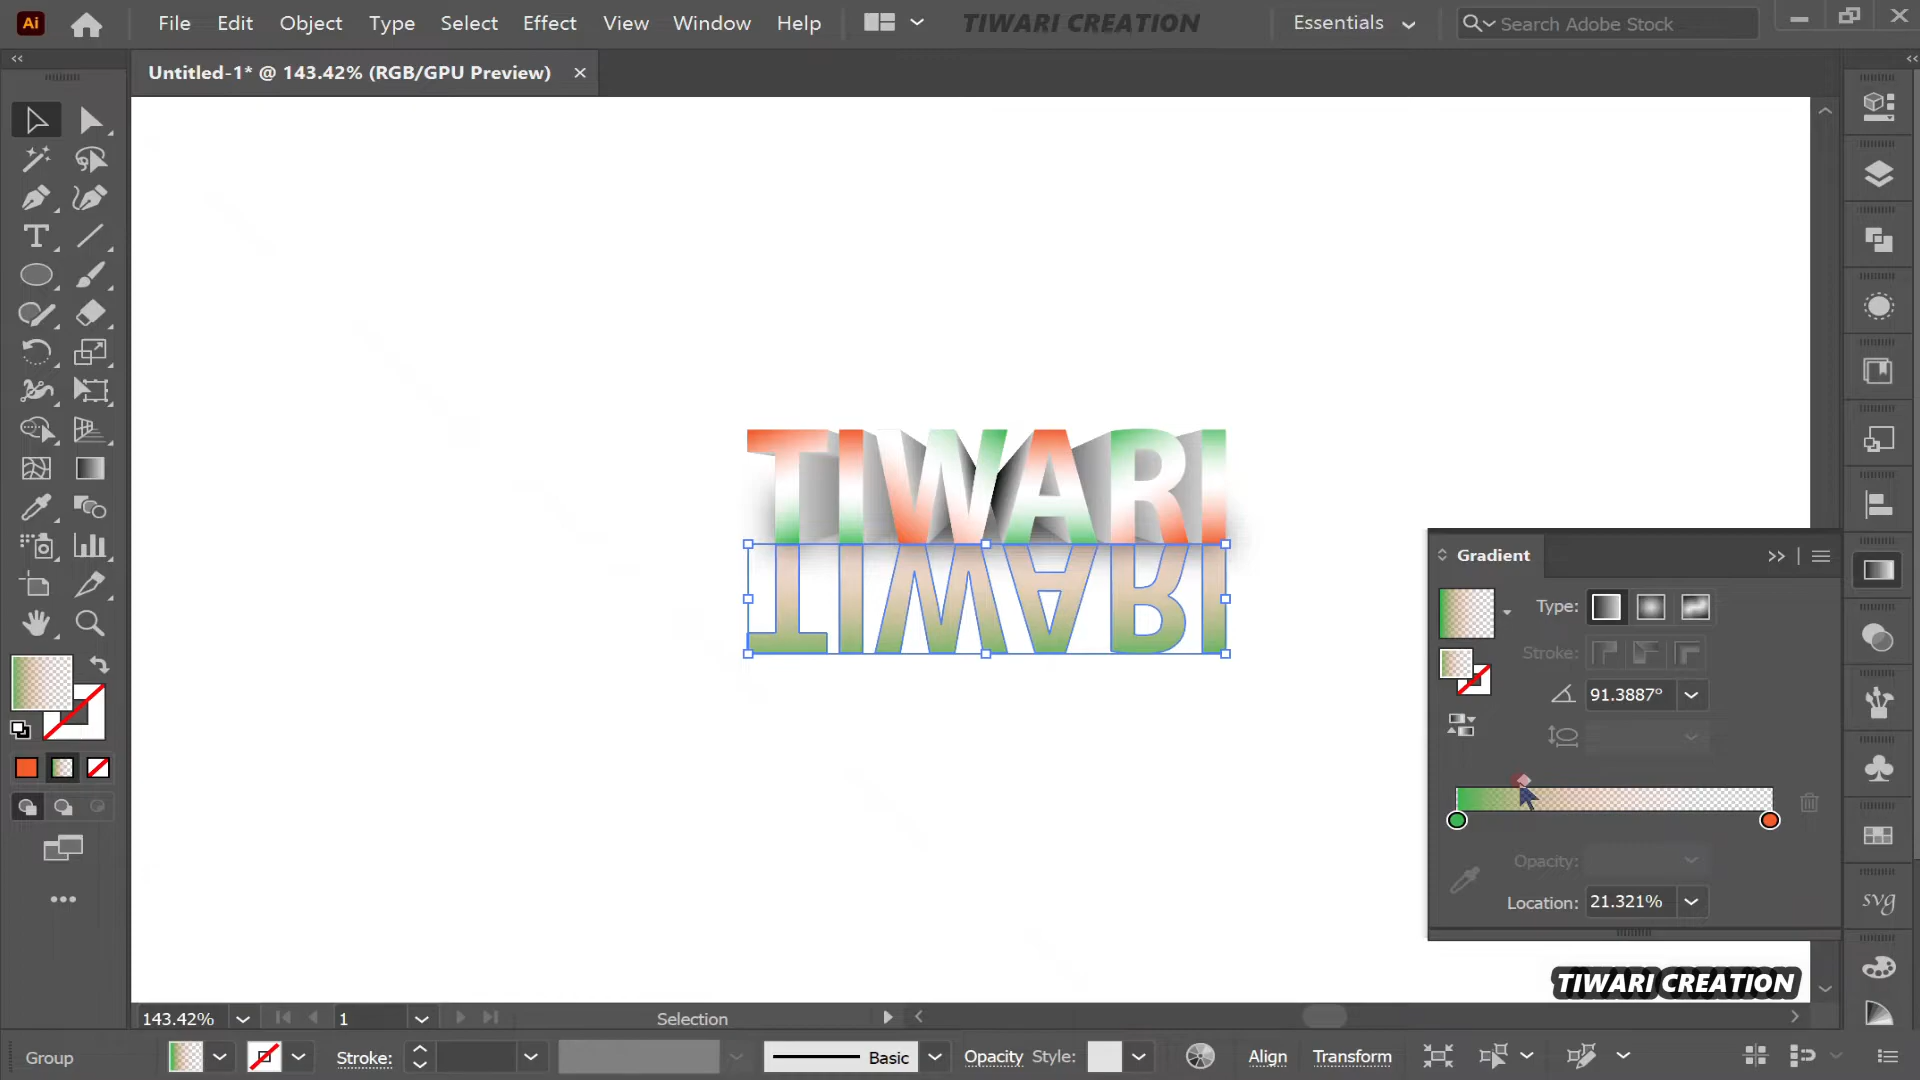 Ai File Edit Object Type Select Effect View Window Help TIWARI CREATION Essentials Search Adobe Stock
Untitled-1* @ 143.42% (RGB/GPU Preview)
TIWARI
TIWARI
Gradient
Type:
Stroke:
91.3887°
Opacity:
Location: 21.321%
svg
TIWARI CREATION
143.42% 1 Selection
Group Stroke: Basic Opacity Style: Align Transform